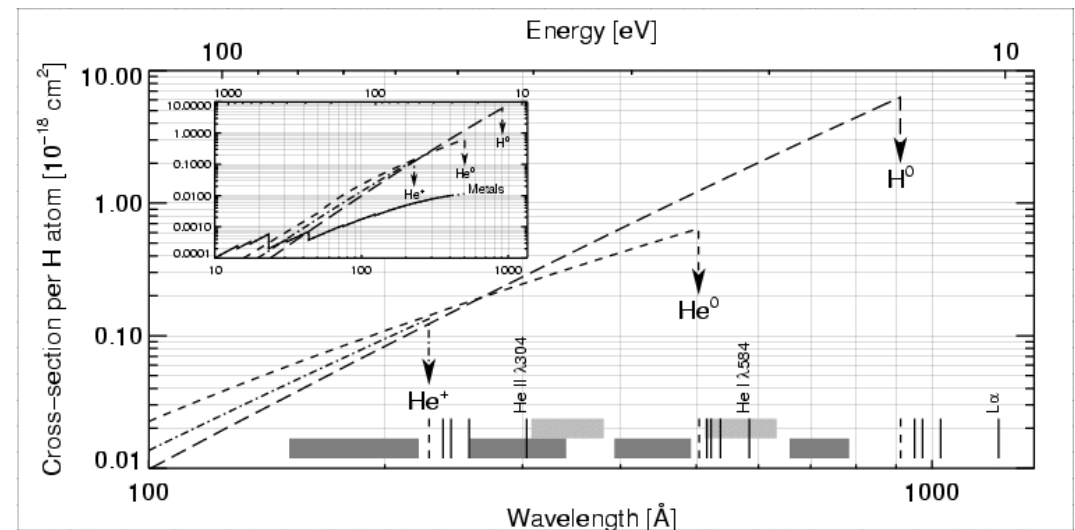 Energy [eV]
100 10
Cross-section per H atom [10⁻¹⁸ cm²]
10.00
1.00
0.10
0.01
1000 100 10
10.0000
1.0000
0.1000
0.0100
0.0010
0.0001
H⁰
He⁰
He⁺
Metals
10 100 1000
H⁰
He⁰
He⁺
He II λ304
He I λ584
Lα
100 1000
Wavelength [Å]